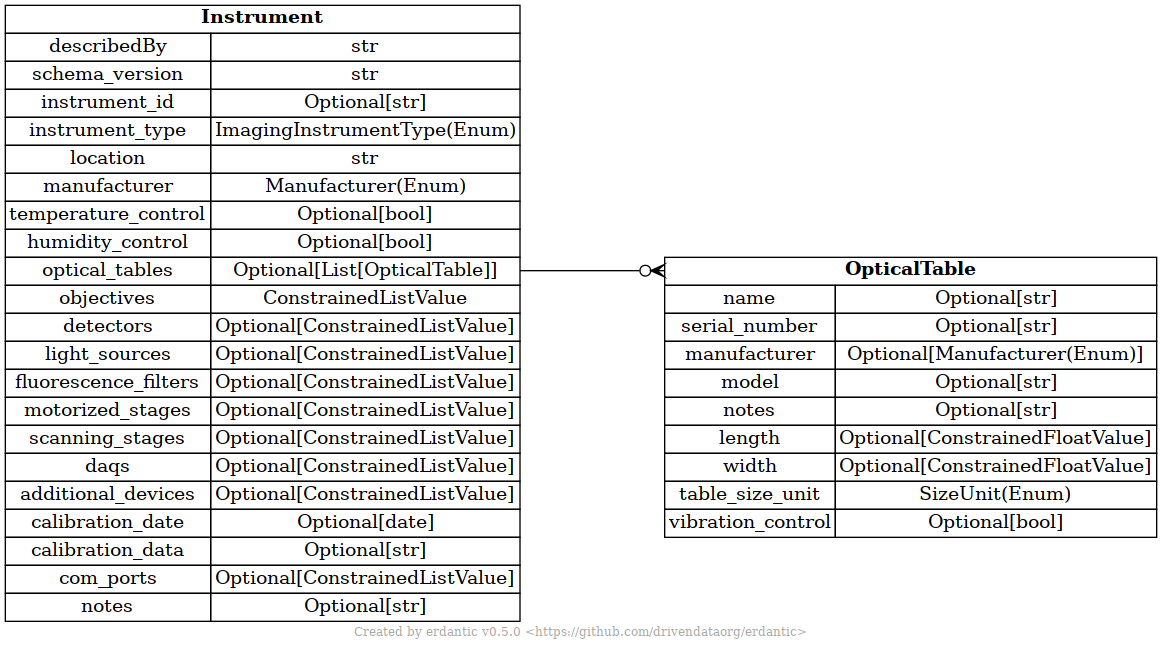 Instrument
describedBy str
schema_version str
instrument_id Optional[str]
instrument_type ImagingInstrumentType(Enum)
location str
manufacturer Manufacturer(Enum)
temperature_control Optional[bool]
humidity_control Optional[bool]
optical_tables Optional[List[OpticalTable]]
objectives ConstrainedListValue
detectors Optional[ConstrainedListValue]
light_sources Optional[ConstrainedListValue]
fluorescence_filters Optional[ConstrainedListValue]
motorized_stages Optional[ConstrainedListValue]
scanning_stages Optional[ConstrainedListValue]
daqs Optional[ConstrainedListValue]
additional_devices Optional[ConstrainedListValue]
calibration_date Optional[date]
calibration_data Optional[str]
com_ports Optional[ConstrainedListValue]
notes Optional[str]
OpticalTable
name Optional[str]
serial_number Optional[str]
manufacturer Optional[Manufacturer(Enum)]
model Optional[str]
notes Optional[str]
length Optional[ConstrainedFloatValue]
width Optional[ConstrainedFloatValue]
table_size_unit SizeUnit(Enum)
vibration_control Optional[bool]
Created by erdantic v0.5.0 <https://github.com/drivendataorg/erdantic>